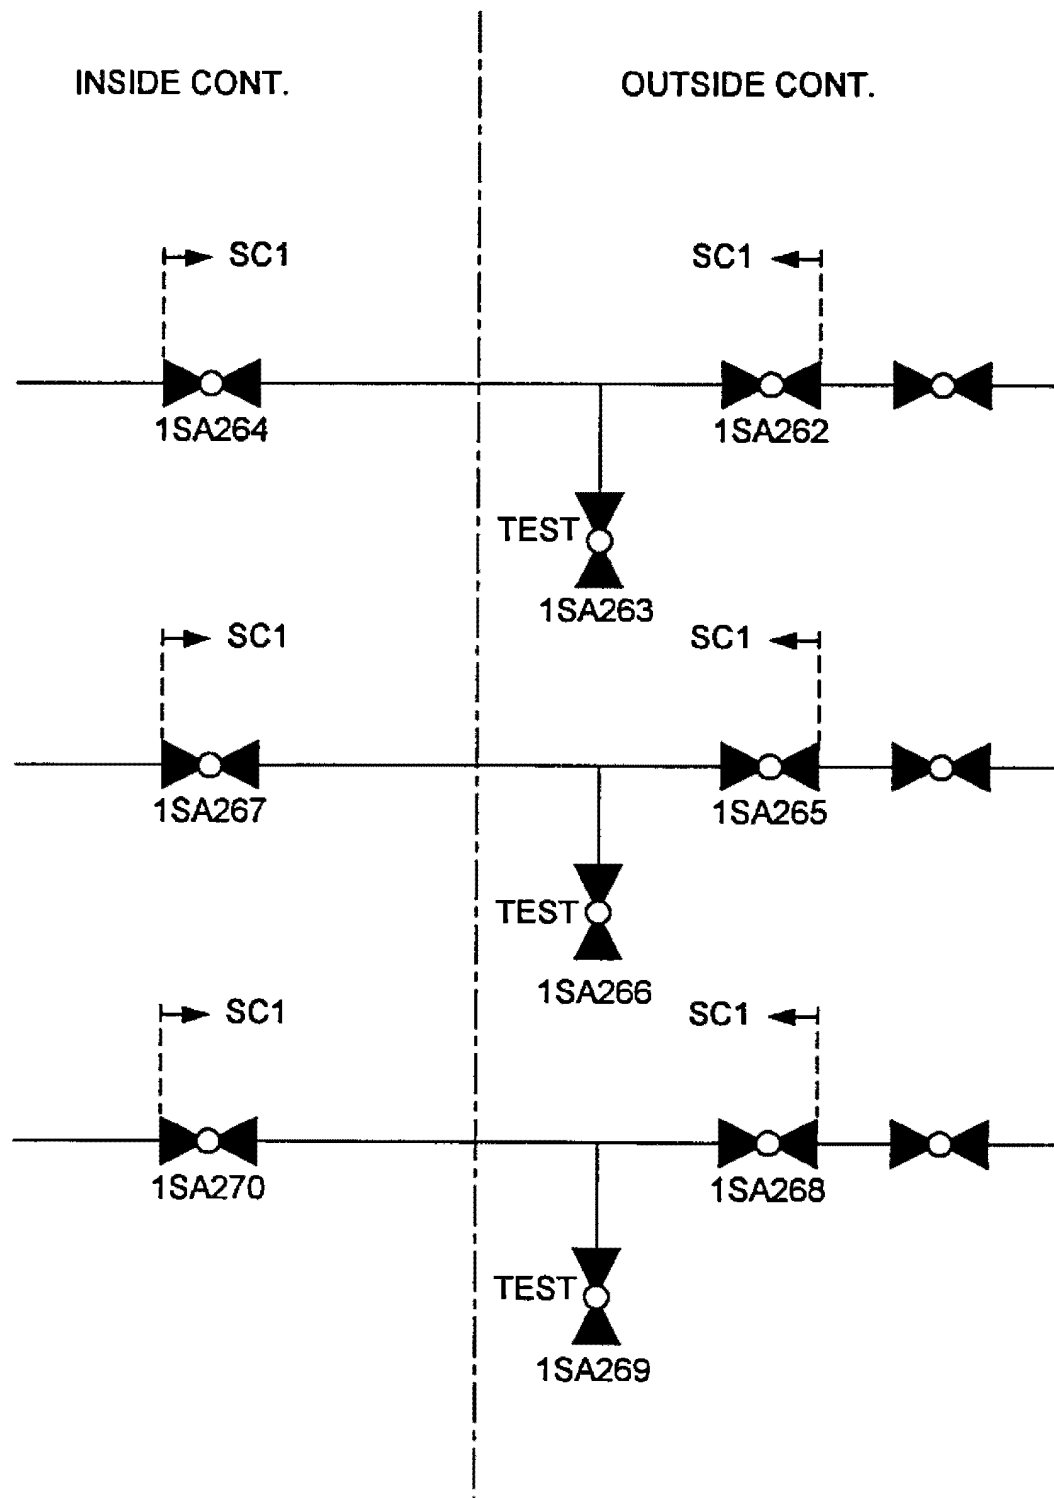 INSIDE CONT.
OUTSIDE CONT.
SC1
SC1
1SA264
1SA262
TEST
1SA263
SC1
SC1
1SA267
1SA265
TEST
1SA266
SC1
SC1
1SA270
1SA268
TEST
1SA269